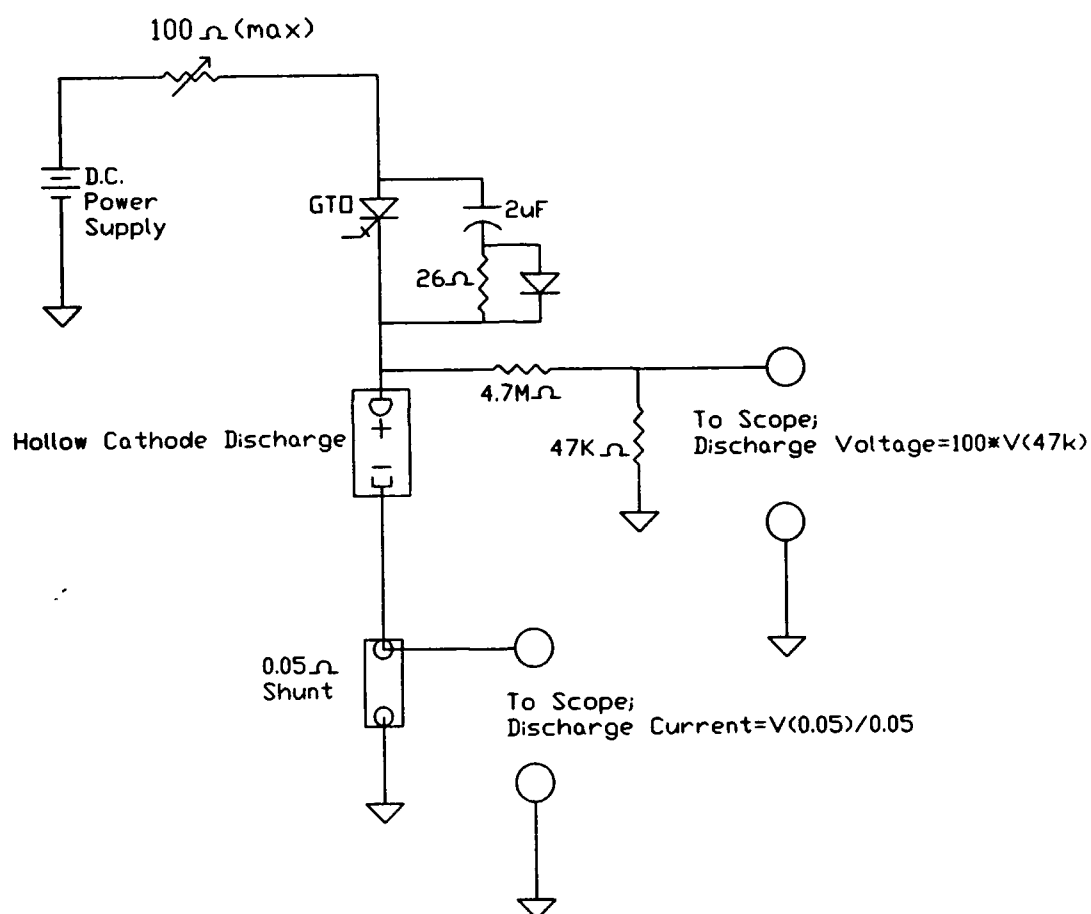 100 Ω (max)
D.C.
Power
Supply
GTO
2uF
26Ω
4.7MΩ
47K Ω
To Scope;
Discharge Voltage=100*V(47k)
Hollow Cathode Discharge
+
-
0.05Ω
Shunt
To Scope;
Discharge Current=V(0.05)/0.05